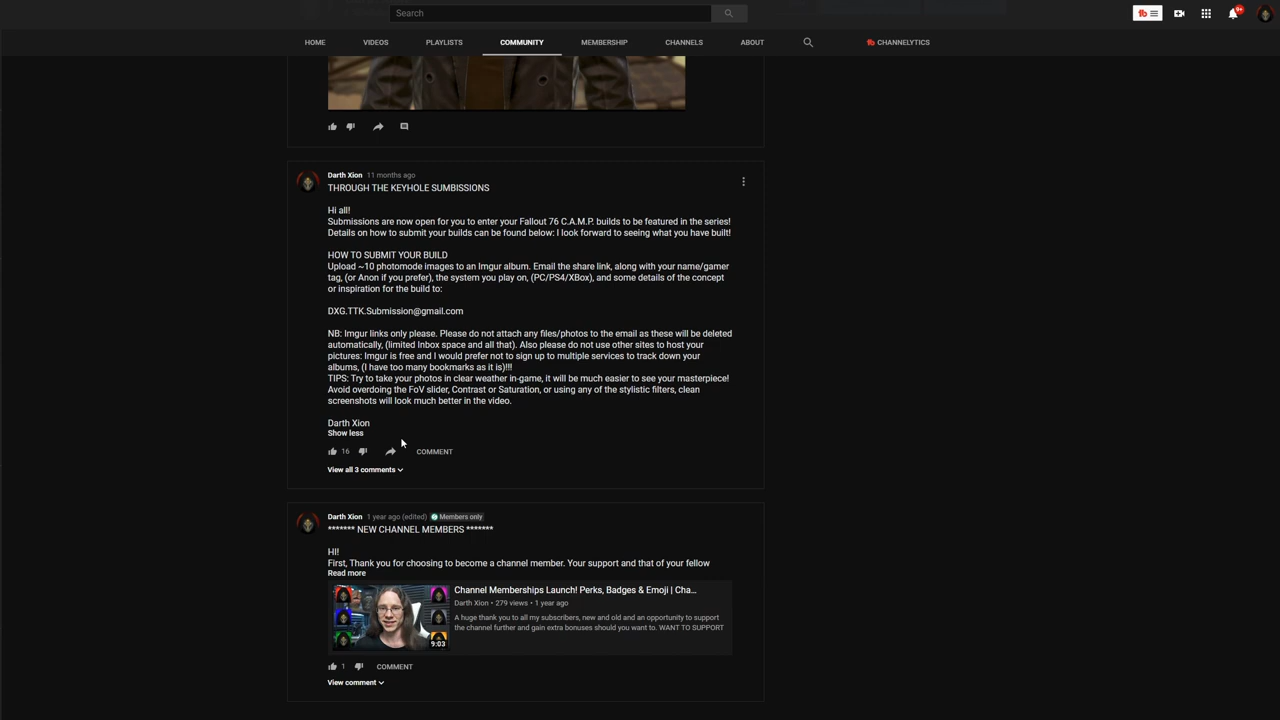 Search
9+
HOME VIDEOS PLAYLISTS COMMUNITY MEMBERSHIP CHANNELS ABOUT CHANNELYTICS
Darth Xion 11 months ago
THROUGH THE KEYHOLE SUMBISSIONS
Hi all!
Submissions are now open for you to enter your Fallout 76 C.A.M.P. builds to be featured in the series!
Details on how to submit your builds can be found below: I look forward to seeing what you have built!
HOW TO SUBMIT YOUR BUILD
Upload ~10 photomode images to an Imgur album. Email the share link, along with your name/gamer
tag, (or Anon if you prefer), the system you play on, (PC/PS4/XBox), and some details of the concept
or inspiration for the build to:
DXG.TTK.Submission@gmail.com
NB: Imgur links only please. Please do not attach any files/photos to the email as these will be deleted
automatically, (limited Inbox space and all that). Also please do not use other sites to host your
pictures: Imgur is free and I would prefer not to sign up to multiple services to track down your
albums, (I have too many bookmarks as it is)!!!
TIPS: Try to take your photos in clear weather in-game, it will be much easier to see your masterpiece!
Avoid overdoing the FoV slider, Contrast or Saturation, or using any of the stylistic filters, clean
screenshots will look much better in the video.
Darth Xion
Show less
16 COMMENT
View all 3 comments
Darth Xion 1 year ago (edited) Members only
******* NEW CHANNEL MEMBERS *******
HI!
First, Thank you for choosing to become a channel member. Your support and that of your fellow
Read more
Channel Memberships Launch! Perks, Badges & Emoji | Cha...
Darth Xion • 279 views • 1 year ago
A huge thank you to all my subscribers, new and old and an opportunity to support
the channel further and gain extra bonuses should you want to. WANT TO SUPPORT
9:03
1 COMMENT
View comment